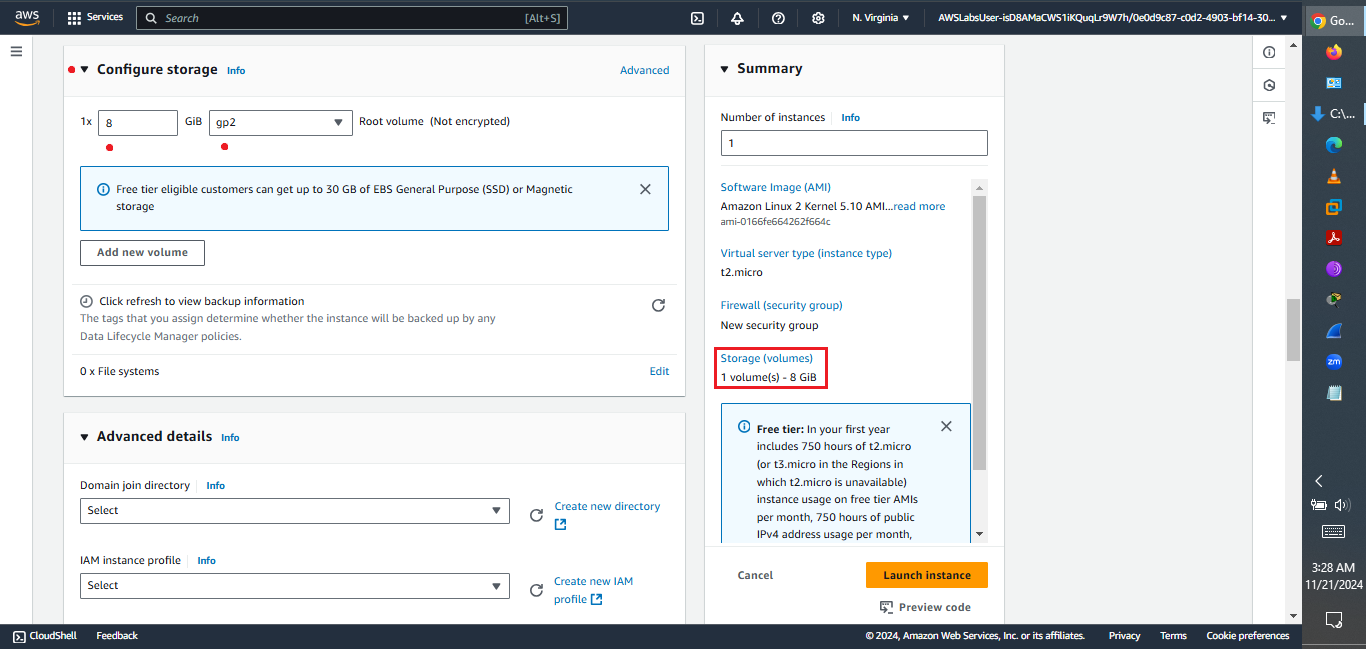 aws
Services
Search
[Alt+S]
N. Virginia
AWSLabsUser-isD8AMaCWS1iKQuqLr9W7h/0e0d9c87-c0d2-4903-bf14-30...
Go...
Configure storage Info
Advanced
1x 8 GiB gp2 Root volume (Not encrypted)
Free tier eligible customers can get up to 30 GB of EBS General Purpose (SSD) or Magnetic
storage
Add new volume
Click refresh to view backup information
The tags that you assign determine whether the instance will be backed up by any
Data Lifecycle Manager policies.
0 x File systems
Edit
Advanced details Info
Domain join directory Info
Select
Create new directory
IAM instance profile Info
Select
Create new IAM
profile
Summary
Number of instances Info
1
Software Image (AMI)
Amazon Linux 2 Kernel 5.10 AMI...read more
ami-0166fe664262f664c
Virtual server type (instance type)
t2.micro
Firewall (security group)
New security group
Storage (volumes)
1 volume(s) - 8 GiB
Free tier: In your first year
includes 750 hours of t2.micro
(or t3.micro in the Regions in
which t2.micro is unavailable)
instance usage on free tier AMIs
per month, 750 hours of public
IPv4 address usage per month,
Cancel
Launch instance
Preview code
C:\...
zm
3:28 AM
11/21/2024
CloudShell
Feedback
© 2024, Amazon Web Services, Inc. or its affiliates.
Privacy
Terms
Cookie preferences